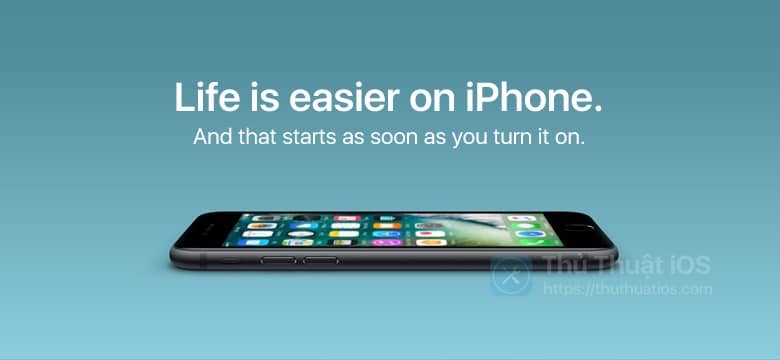 Life is easier on iPhone.
And that starts as soon as you turn it on.
Thủ Thuật iOS
https://thuthuatios.com